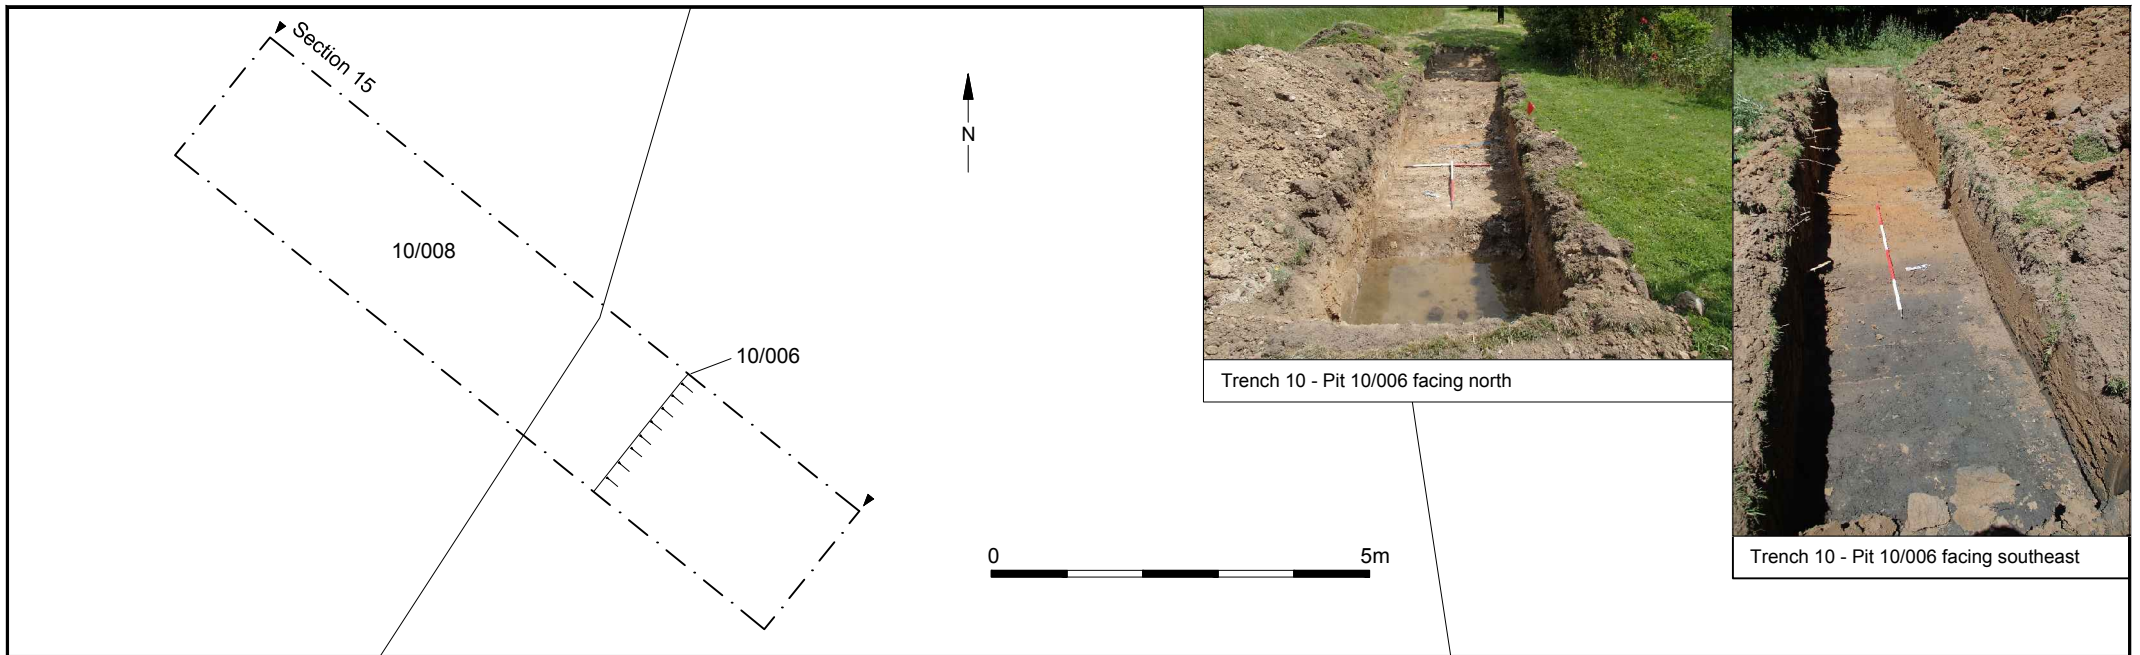 Section 15
N
10/008
10/006
0 5m
Trench 10 - Pit 10/006 facing north
Trench 10 - Pit 10/006 facing southeast